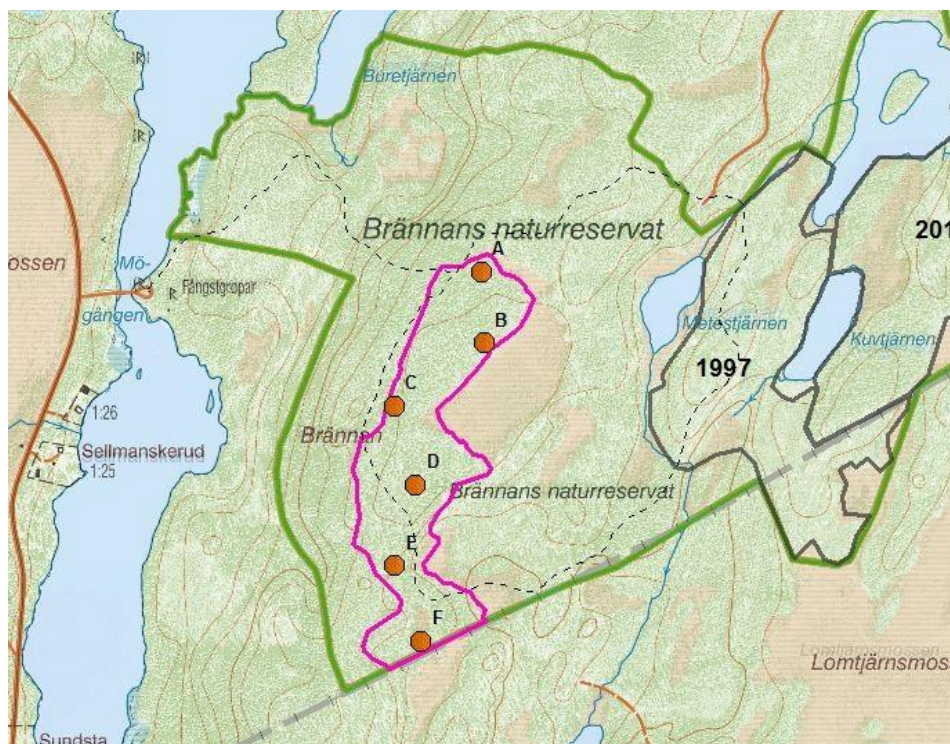 R
Buretjärnen
R
Brännans naturreservat
201
ossen
A
Mö-
R
Fångstgropar
gången
B
Metestjärnen
Kuvtjärnen
1997
C
1:26
Brännan
Sellmanskerud
D
1:25
Brännans naturreservat
E
F
Lomtjärnsmossen
Lomtjärnsmoss
Sundsta